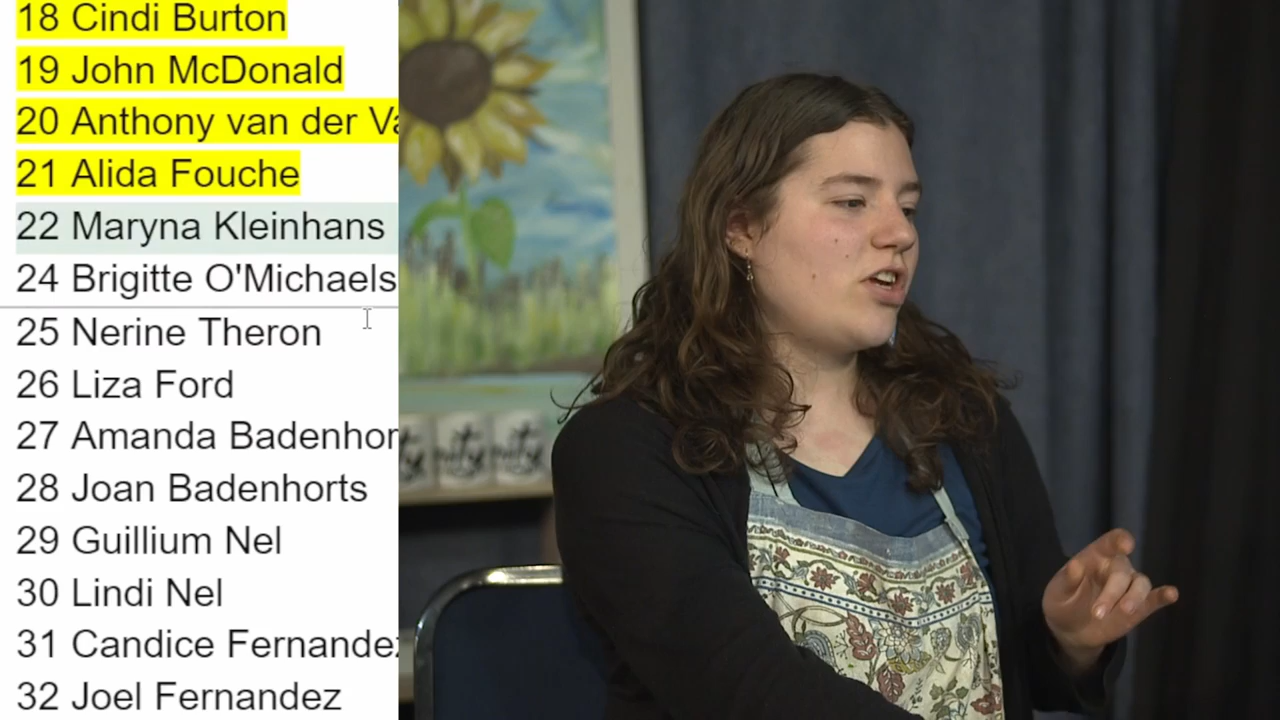 18 Cindi Burton
19 John McDonald
20 Anthony van der
21 Alida Fouche
22 Maryna Kleinhans
24 Brigitte O'Michaels
25 Nerine Theron
26 Liza Ford
27 Amanda
28 Joan Badenhorts
29 Guillium Nel
30 Lindi Nel
31 Candice
32 Joel Fernandez